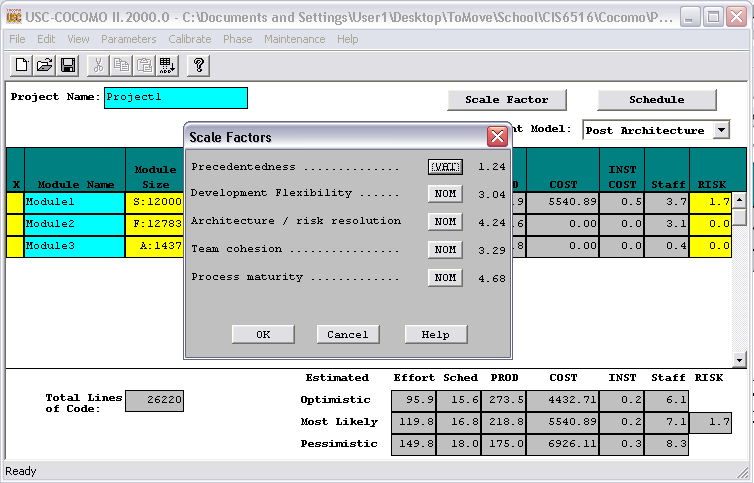 USC-COCOMO II.2000.0 - C:\Documents and Settings\User1\Desktop\ToMove\School\CIS6516\Cocomo\P...
File Edit View Parameters Calibrate Phase Maintenance Help
Project Name: Project1
Scale Factor Schedule
nt Model: Post Architecture
X Module Name Module Size COST INST COST Staff RISK
Module1 S:12000 .9 5540.89 0.5 3.7 1.7
Module2 F:12783 .6 0.00 0.0 3.1 0.0
Module3 A:1437 .8 0.00 0.0 0.4 0.0
Scale Factors
Precedentedness .............. VHI 1.24
Development Flexibility ...... NOM 3.04
Architecture / risk resolution NOM 4.24
Team cohesion ................ NOM 3.29
Process maturity ............. NOM 4.68
OK Cancel Help
Total Lines of Code: 26220
Estimated Effort Sched PROD COST INST Staff RISK
Optimistic 95.9 15.6 273.5 4432.71 0.2 6.1
Most Likely 119.8 16.8 218.8 5540.89 0.2 7.1 1.7
Pessimistic 149.8 18.0 175.0 6926.11 0.3 8.3
Ready